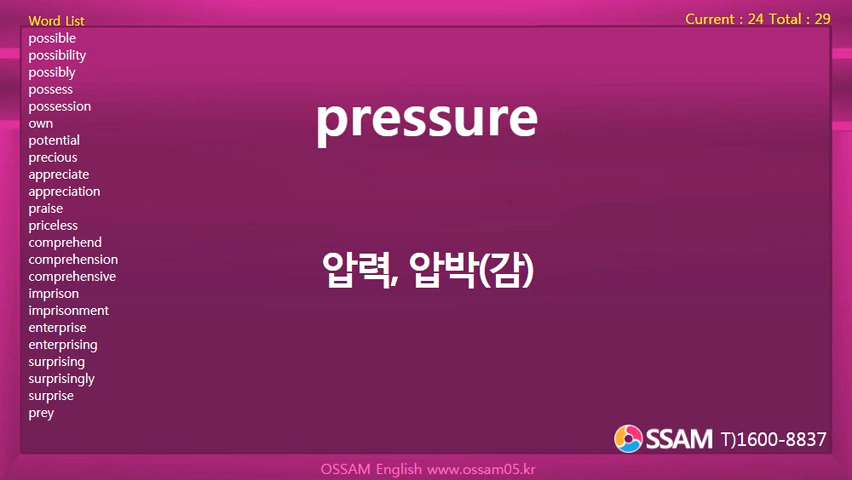 Word List
Current : 24 Total : 29
possible
possibility
possibly
possess
possession
own
potential
precious
appreciate
appreciation
praise
priceless
comprehend
comprehension
comprehensive
imprison
imprisonment
enterprise
enterprising
surprising
surprisingly
surprise
prey
pressure
압력, 압박(감)
SSAM T)1600-8837
OSSAM English www.ossam05.kr